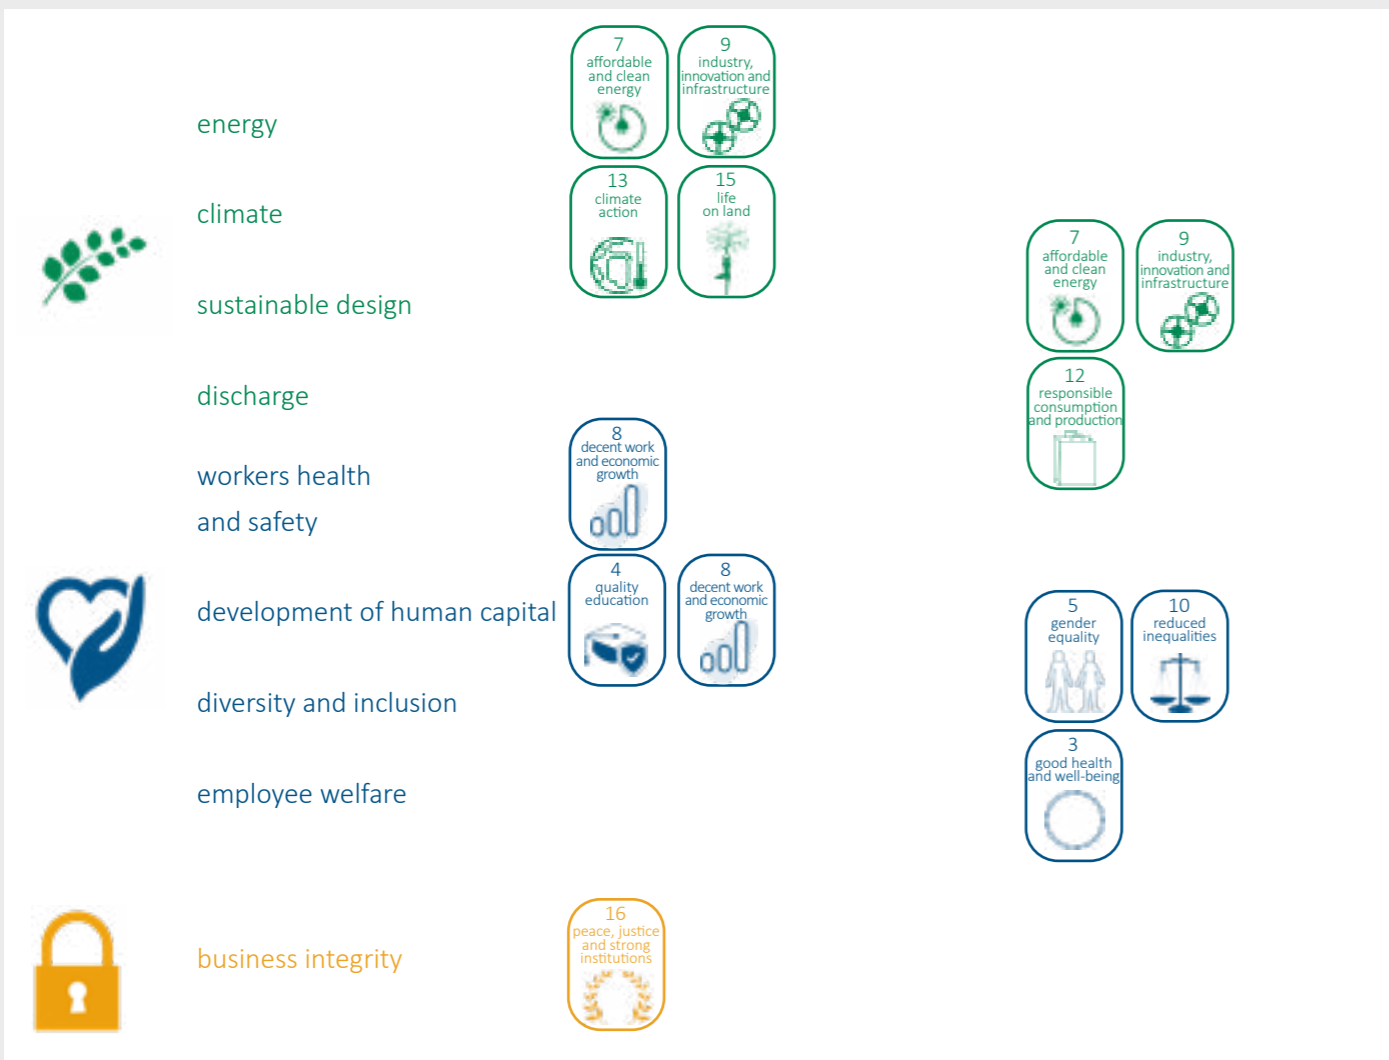 energy
7
affordable
and clean
energy
9
industry,
innovation and
infrastructure
climate
13
climate
action
15
life
on land
sustainable design
7
affordable
and clean
energy
9
industry,
innovation and
infrastructure
discharge
12
responsible
consumption
and production
workers health
and safety
8
decent work
and economic
growth
development of human capital
4
quality
education
8
decent work
and economic
growth
diversity and inclusion
5
gender
equality
10
reduced
inequalities
employee welfare
3
good health
and well-being
business integrity
16
peace, justice
and strong
institutions